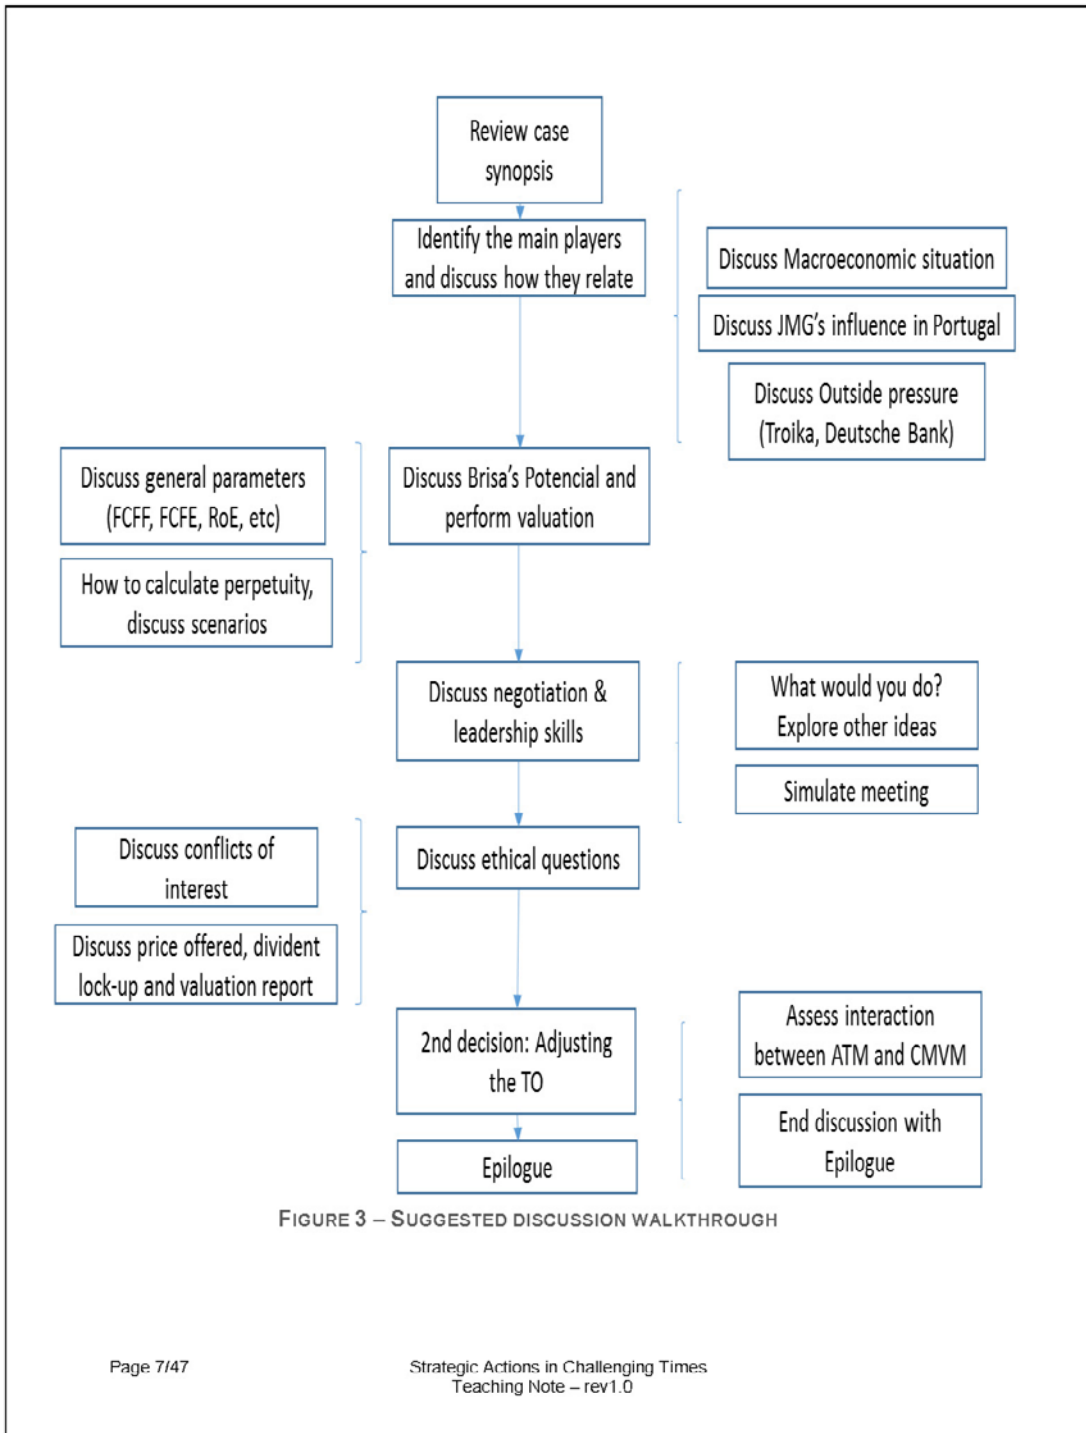 Review case
synopsis
Identify the main players
and discuss how they relate
Discuss Macroeconomic situation
Discuss JMG's influence in Portugal
Discuss Outside pressure
(Troika, Deutsche Bank)
Discuss general parameters
(FCFF, FCFE, RoE, etc)
How to calculate perpetuity,
discuss scenarios
Discuss Brisa's Potencial and
perform valuation
Discuss negotiation &
leadership skills
What would you do?
Explore other ideas
Simulate meeting
Discuss conflicts of
interest
Discuss price offered, divident
lock-up and valuation report
Discuss ethical questions
2nd decision: Adjusting
the TO
Assess interaction
between ATM and CMVM
End discussion with
Epilogue
Epilogue
FIGURE 3 – SUGGESTED DISCUSSION WALKTHROUGH
Page 7/47
Strategic Actions in Challenging Times
Teaching Note – rev1.0